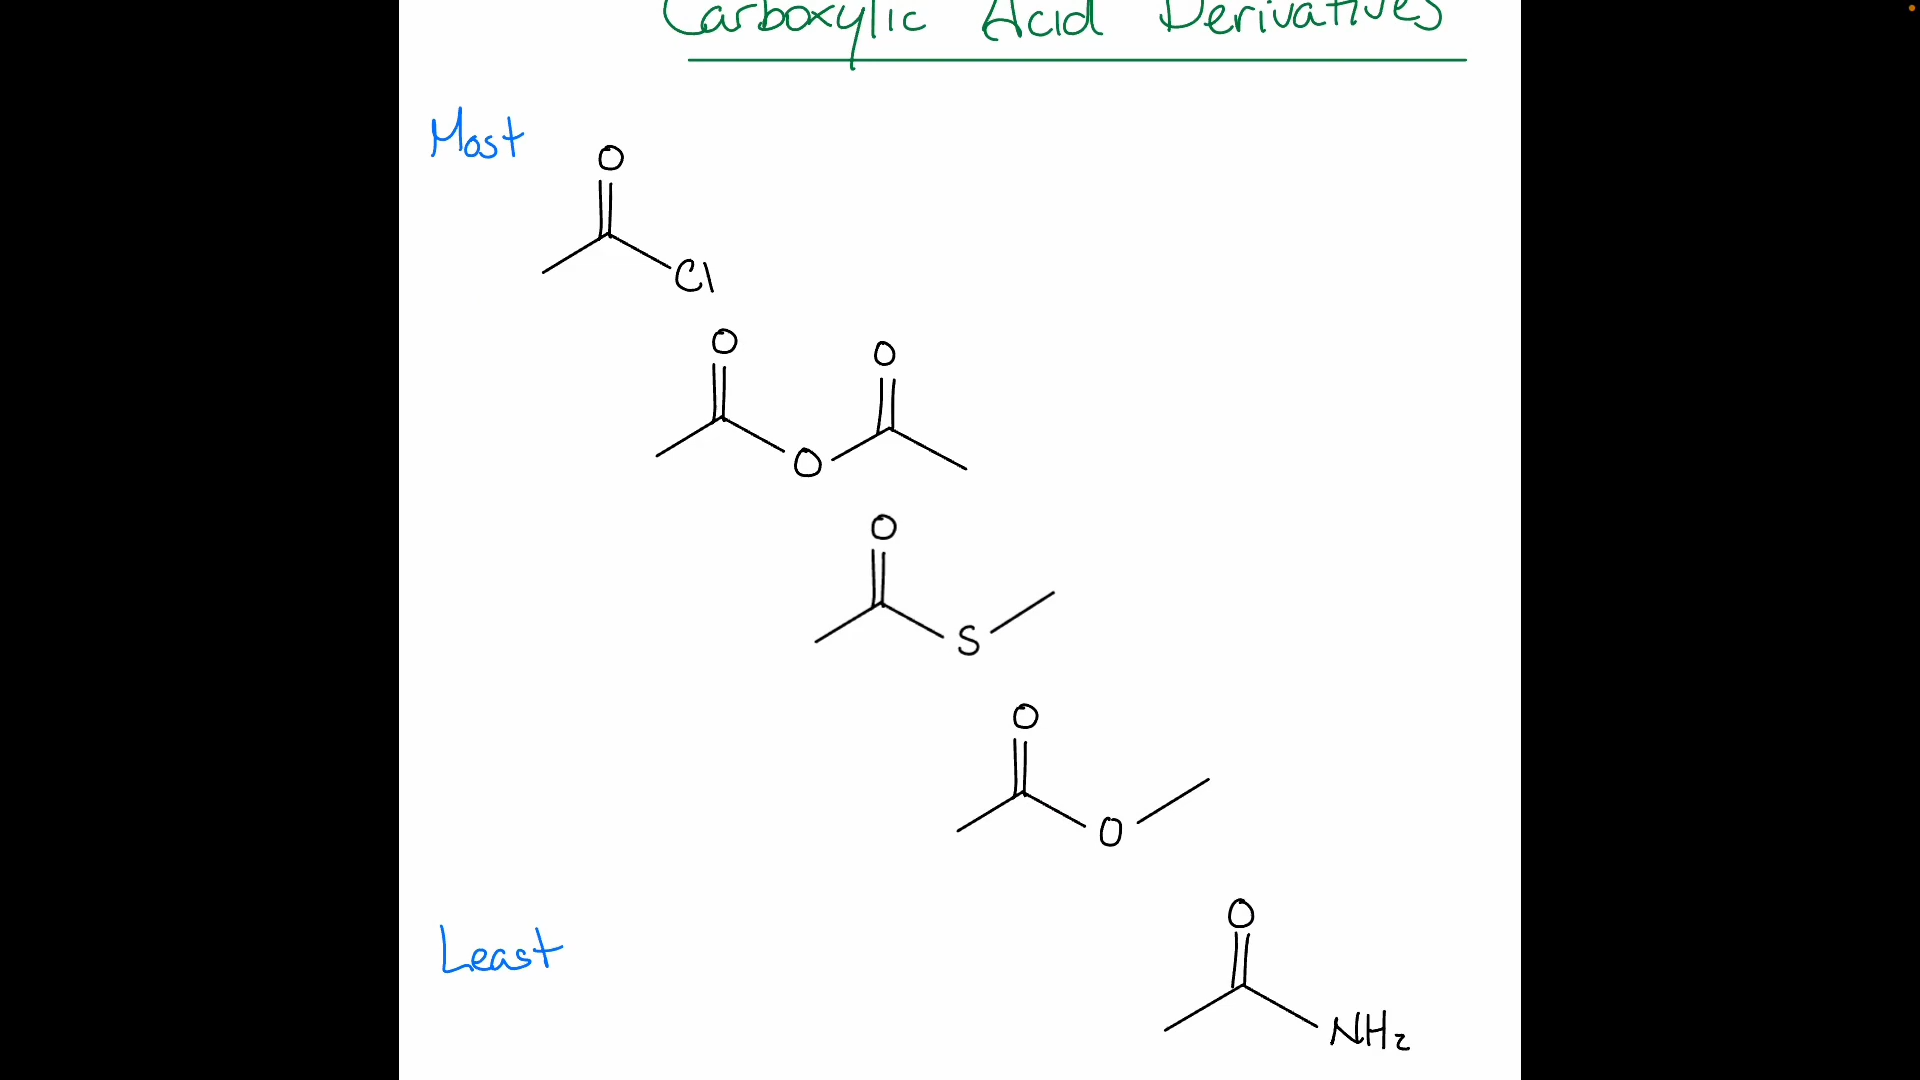 Carboxylic Acid Derivatives
Most
O
Cl
O
O
O
O
S
O
O
Least
O
NH₂